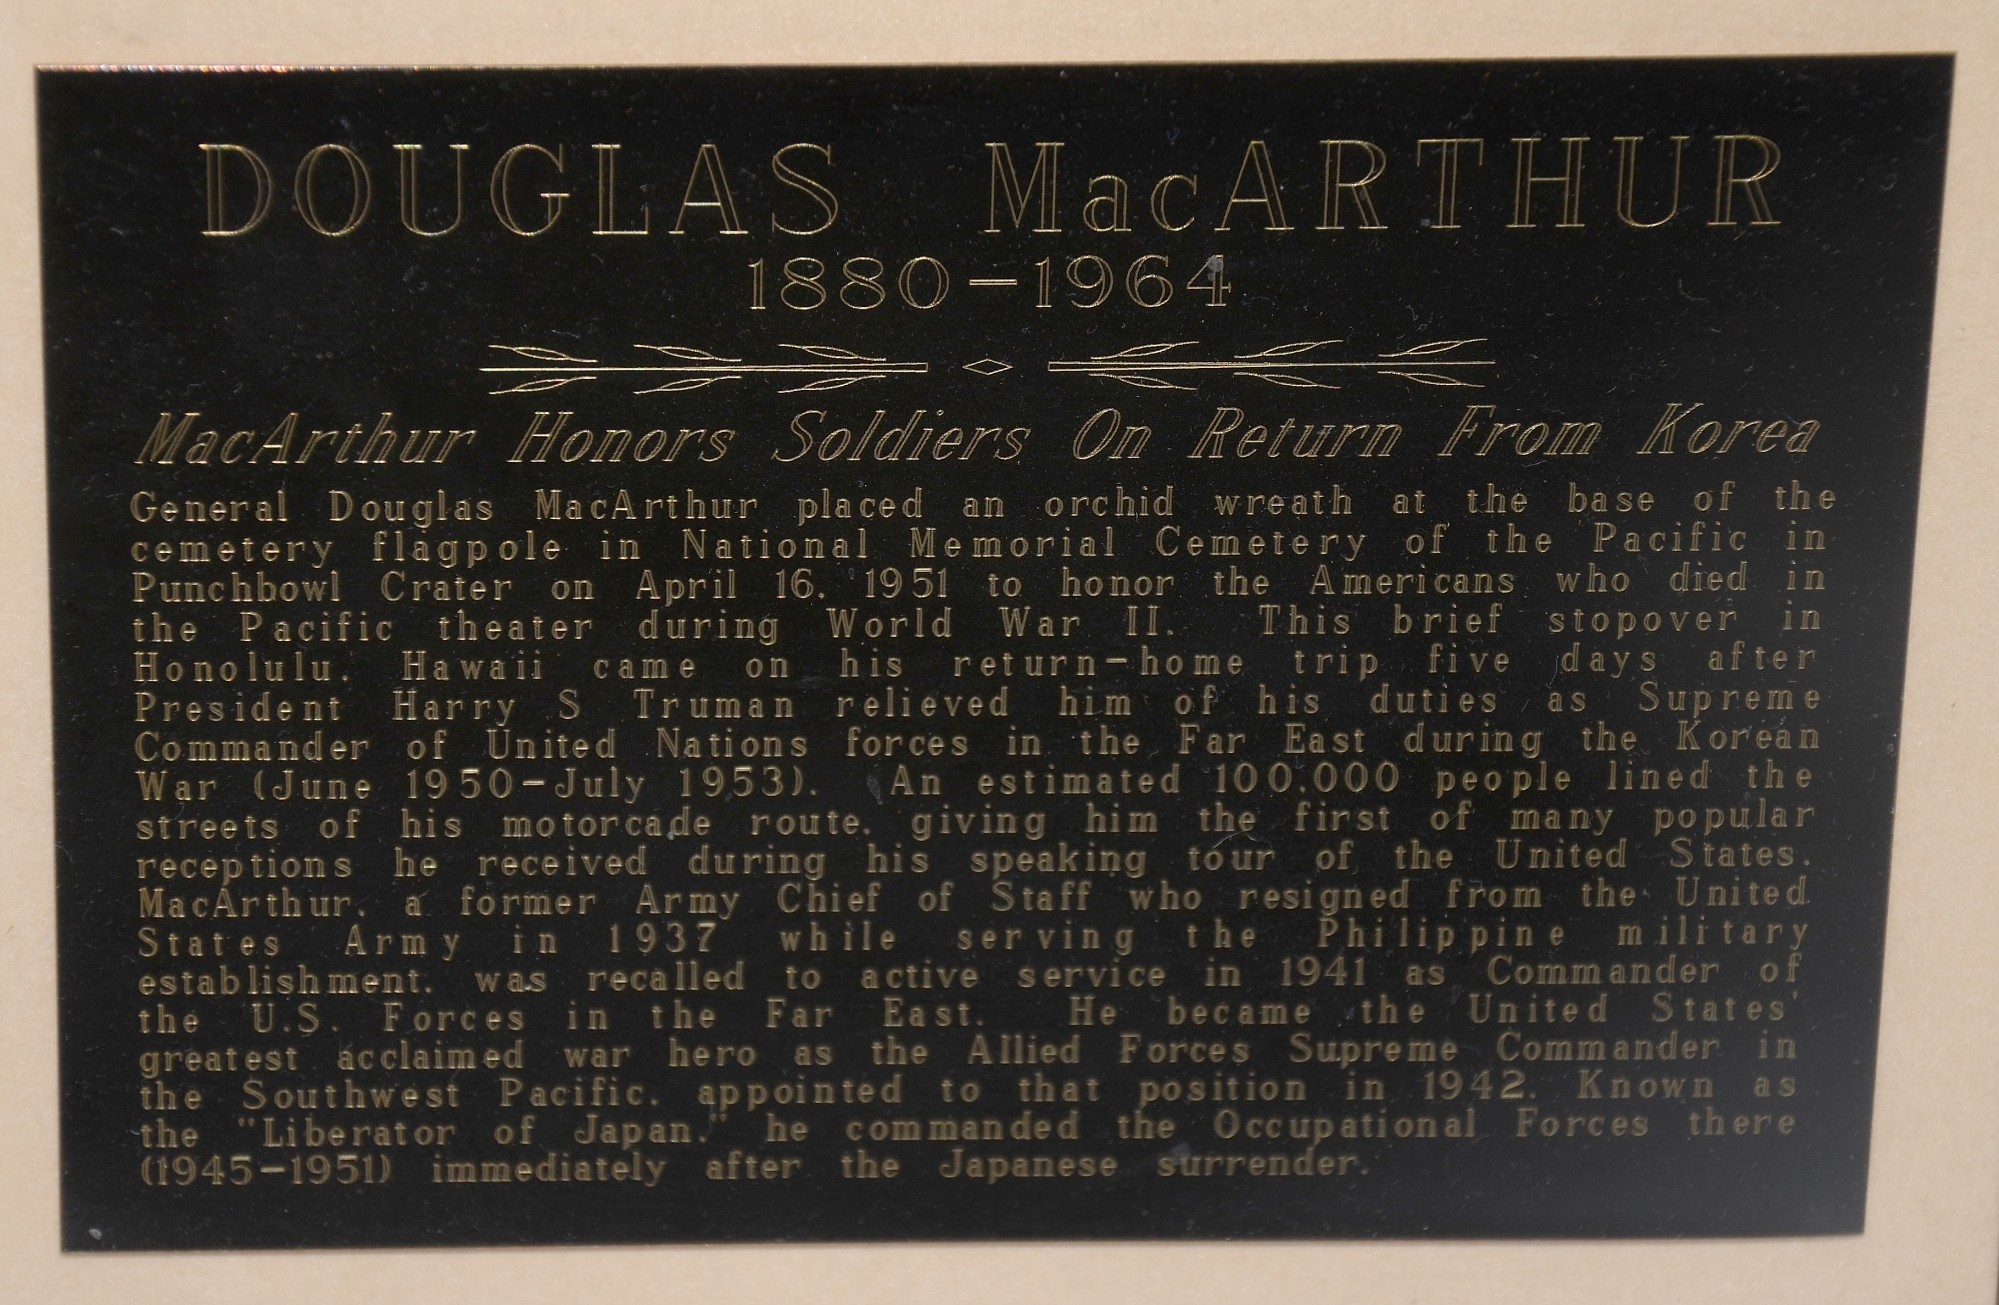 DOUGLAS MacARTHUR
1880-1964
MacArthur Honors Soldiers On Return From Korea
General Douglas MacArthur placed an orchid wreath at the base of the
cemetery flagpole in National Memorial Cemetery of the Pacific in
Punchbowl Crater on April 16, 1951 to honor the Americans who died in
the Pacific theater during World War II. This brief stopover in
Honolulu, Hawaii came on his return-home trip five days after
President Harry S Truman relieved him of his duties as Supreme
Commander of United Nations forces in the Far East during the Korean
War (June 1950-July 1953). An estimated 100,000 people lined the
streets of his motorcade route, giving him the first of many popular
receptions he received during his speaking tour of the United States.
MacArthur, a former Army Chief of Staff who resigned from the United
States Army in 1937 while serving the Philippine military
establishment, was recalled to active service in 1941 as Commander of
the U.S. Forces in the Far East. He became the United States'
greatest acclaimed war hero as the Allied Forces Supreme Commander in
the Southwest Pacific, appointed to that position in 1942. Known as
the "Liberator of Japan," he commanded the Occupational Forces there
(1945-1951) immediately after the Japanese surrender.